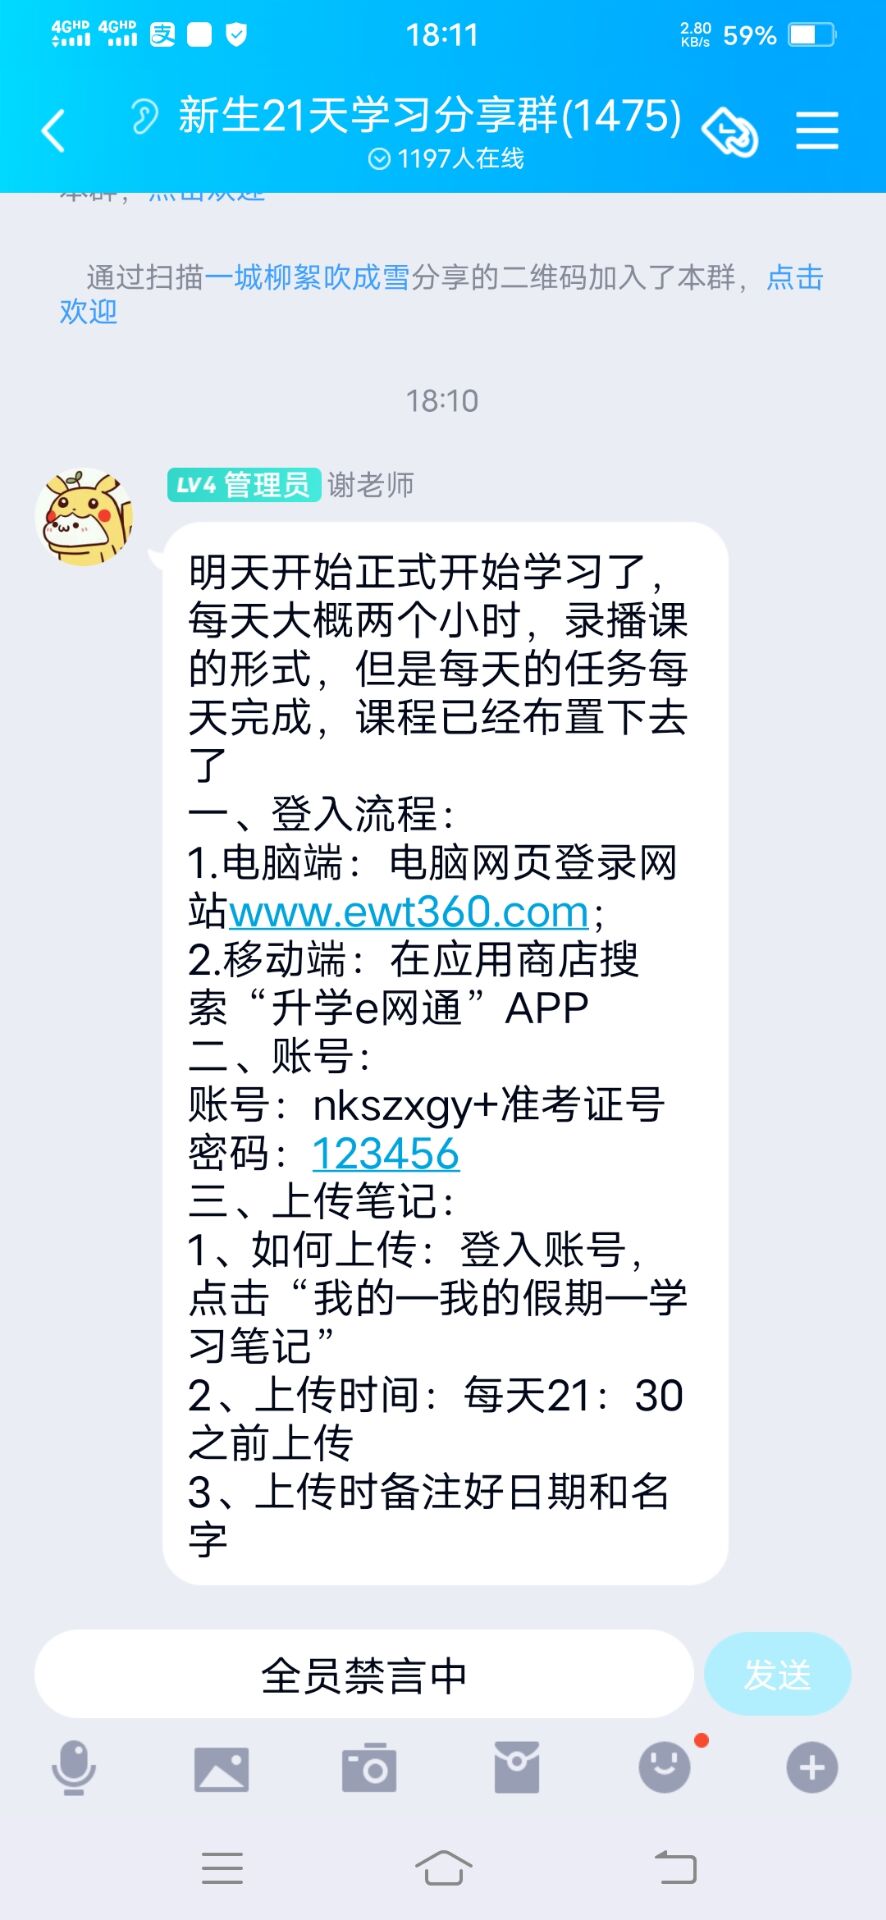 4GHD 4GHD 支 18:11 2.80 KB/s 59%
新生21天学习分享群(1475)
1197人在线
本群，点击欢迎
通过扫描一城柳絮吹成雪分享的二维码加入了本群，点击
欢迎
18:10
LV4 管理员 谢老师
明天开始正式开始学习了，
每天大概两个小时，录播课
的形式，但是每天的任务每
天完成，课程已经布置下去
了
一、登入流程：
1.电脑端：电脑网页登录网
站www.ewt360.com；
2.移动端：在应用商店搜
索“升学e网通”APP
二、账号：
账号：nkszxgy+准考证号
密码：123456
三、上传笔记：
1、如何上传：登入账号，
点击“我的—我的假期—学
习笔记”
2、上传时间：每天21：30
之前上传
3、上传时备注好日期和名
字
全员禁言中 发送